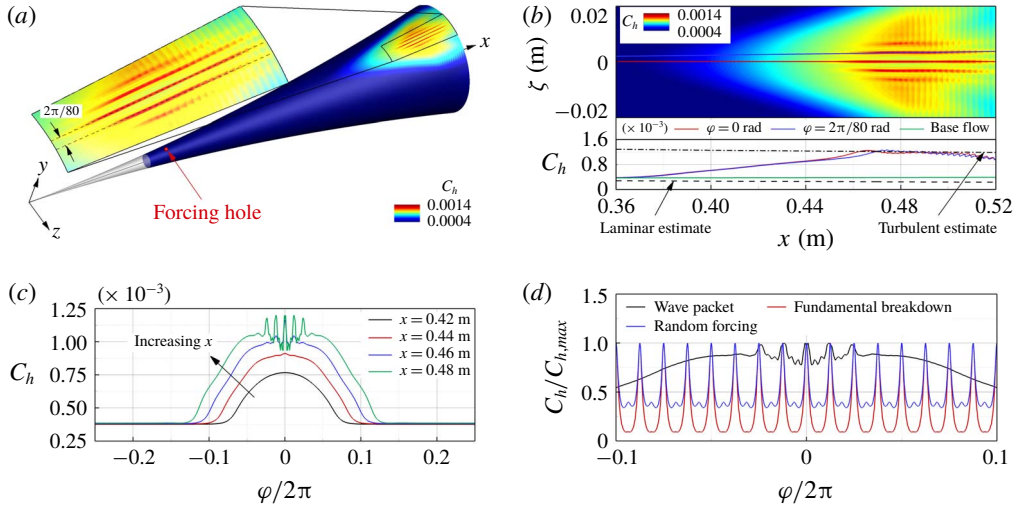 (a)
2π/80
y
z
x
Forcing hole
C_h
0.0014
0.0004
(b)
C_h
0.0014
0.0004
0.02
0
−0.02
ζ (m)
(× 10⁻³)
φ = 0 rad
φ = 2π/80 rad
Base flow
1.6
1.2
0.8
0.4
0
C_h
0.36
0.40
0.44
0.48
0.52
Laminar estimate
x (m)
Turbulent estimate
(c)
(× 10⁻³)
1.25
1.00
0.75
0.50
0.25
C_h
Increasing x
x = 0.42 m
x = 0.44 m
x = 0.46 m
x = 0.48 m
−0.2
−0.1
0
0.1
0.2
φ/2π
(d)
1.5
1.0
0.5
0
C_h/C_h,max
Wave packet
Fundamental breakdown
Random forcing
−0.1
0
0.1
φ/2π